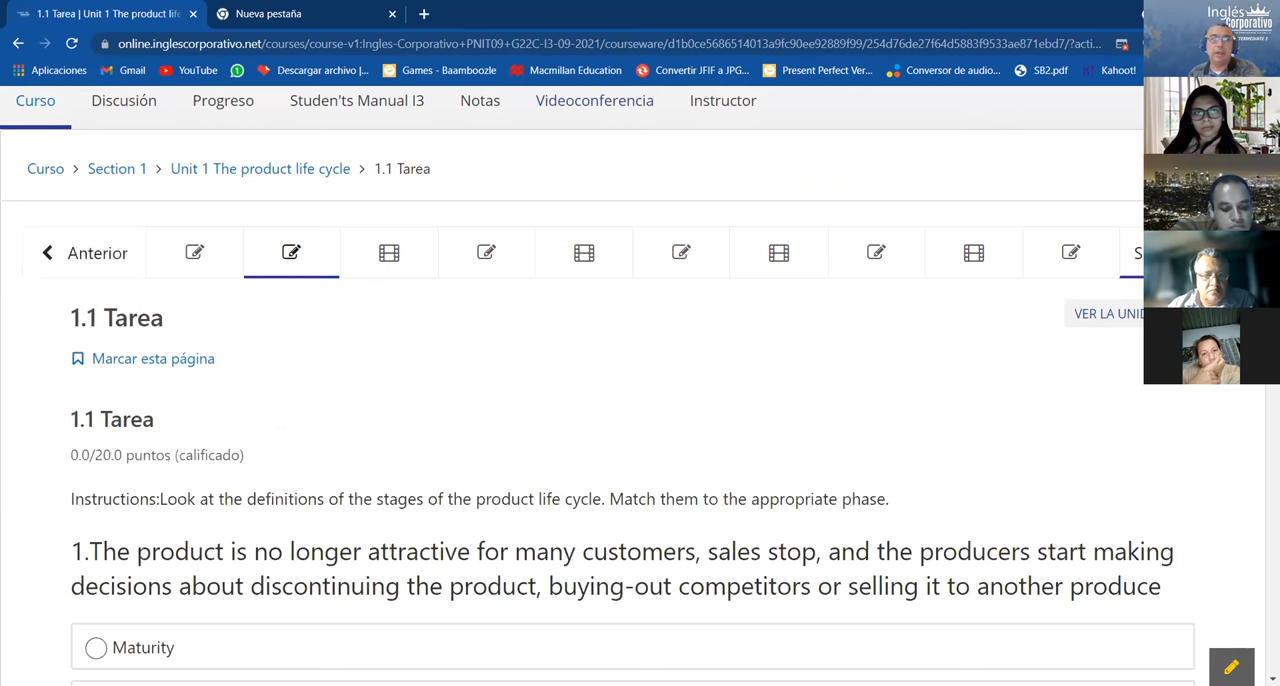 1.1 Tarea | Unit 1 The product life
Nueva pestaña
online.inglescorporativo.net/courses/course-v1:Ingles-Corporativo+PNIT09+G22C-I3-09-2021/courseware/d1b0ce5686514013a9fc90ee92889f99/254d76de27f64d5883f9533ae871ebd7/?acti...
Aplicaciones Gmail YouTube Descargar archivo |... Games - Baamboozle Macmillan Education Convertir JFIF a JPG... Present Perfect Ver... Conversor de audio... SB2.pdf Kahoot!
Inglés
Corporativo
Curso Discusión Progreso Studen'ts Manual I3 Notas Videoconferencia Instructor
Curso > Section 1 > Unit 1 The product life cycle > 1.1 Tarea
Anterior S
1.1 Tarea
VER LA UNID
Marcar esta página
1.1 Tarea
0.0/20.0 puntos (calificado)
Instructions:Look at the definitions of the stages of the product life cycle. Match them to the appropriate phase.
1.The product is no longer attractive for many customers, sales stop, and the producers start making
decisions about discontinuing the product, buying-out competitors or selling it to another produce
Maturity